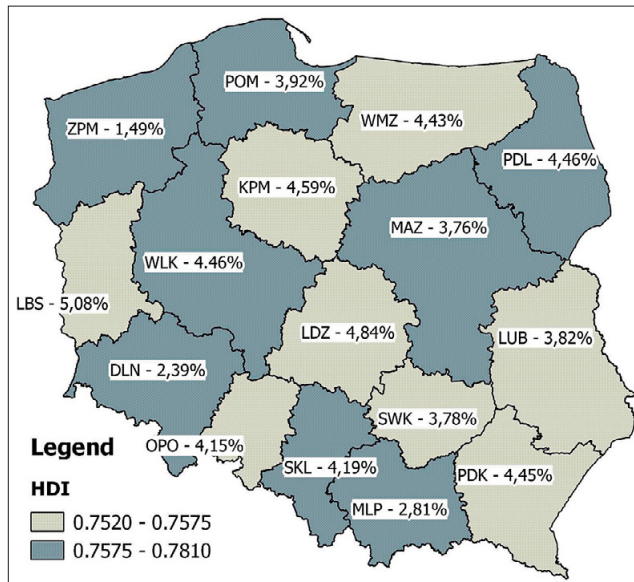 POM - 3,92%
ZPM - 1,49%
WMZ - 4,43%
PDL - 4,46%
KPM - 4,59%
MAZ - 3,76%
WLK - 4.46%
LBS - 5,08%
LDZ - 4,84%
LUB - 3,82%
DLN - 2,39%
SWK - 3,78%
OPO - 4,15%
SKL - 4,19%
PDK - 4,45%
MLP - 2,81%
Legend
HDI
0.7520 - 0.7575
0.7575 - 0.7810